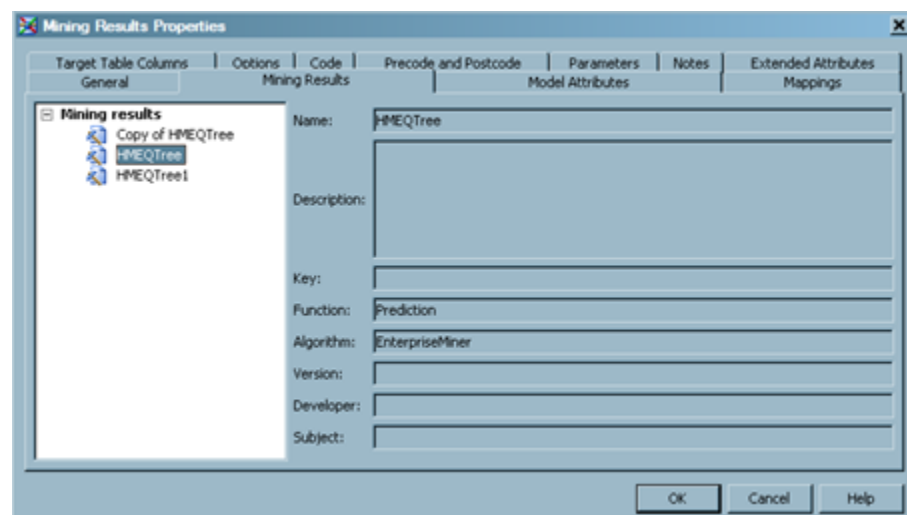 Mining Results Properties
Target Table Columns Options Code Precode and Postcode Parameters Notes Extended Attributes
General Mining Results Model Attributes Mappings
Mining results
Copy of HMEQTree
HMEQTree
HMEQTree1
Name: HMEQTree
Description:
Key:
Function: Prediction
Algorithm: EnterpriseMiner
Version:
Developer:
Subject:
OK Cancel Help